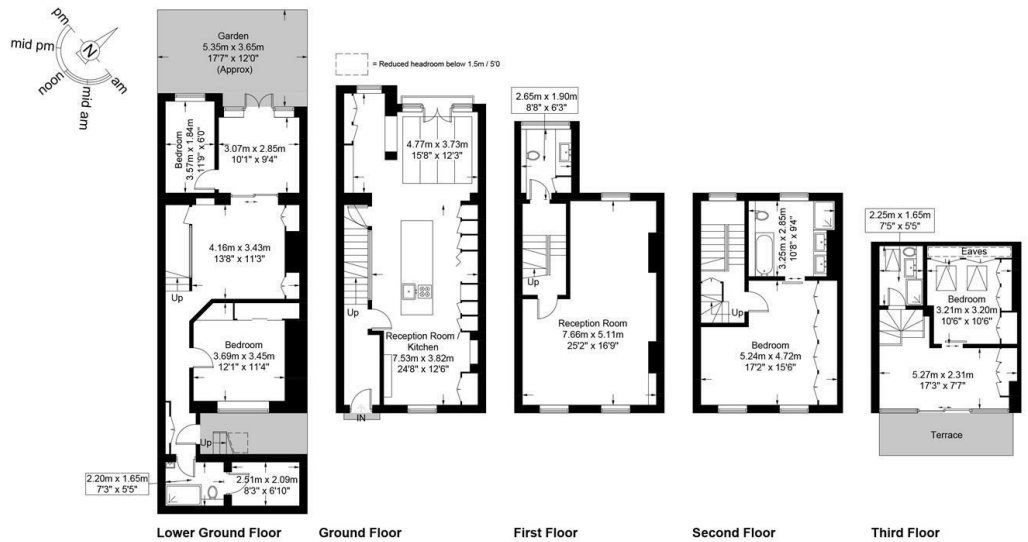 pm
mid pm
noon
mid am
am
N
Garden
5.35m x 3.65m
17'7" x 12'0"
(Approx)
Bedroom
3.57m x 1.84m
11'9" x 6'0"
3.07m x 2.85m
10'1" x 9'4"
4.16m x 3.43m
13'8" x 11'3"
Up
Bedroom
3.69m x 3.45m
12'1" x 11'4"
Up
2.20m x 1.65m
7'3" x 5'5"
2.51m x 2.09m
8'3" x 6'10"
Lower Ground Floor
= Reduced headroom below 1.5m / 5'0
4.77m x 3.73m
15'8" x 12'3"
Up
Reception Room /
Kitchen
7.53m x 3.82m
24'8" x 12'6"
IN
Ground Floor
2.65m x 1.90m
8'8" x 6'3"
Up
Reception Room
7.66m x 5.11m
25'2" x 16'9"
First Floor
3.25m x 2.85m
10'8" x 9'4"
Up
Bedroom
5.24m x 4.72m
17'2" x 15'6"
Second Floor
2.25m x 1.65m
7'5" x 5'5"
Eaves
Bedroom
3.21m x 3.20m
10'6" x 10'6"
5.27m x 2.31m
17'3" x 7'7"
Terrace
Third Floor